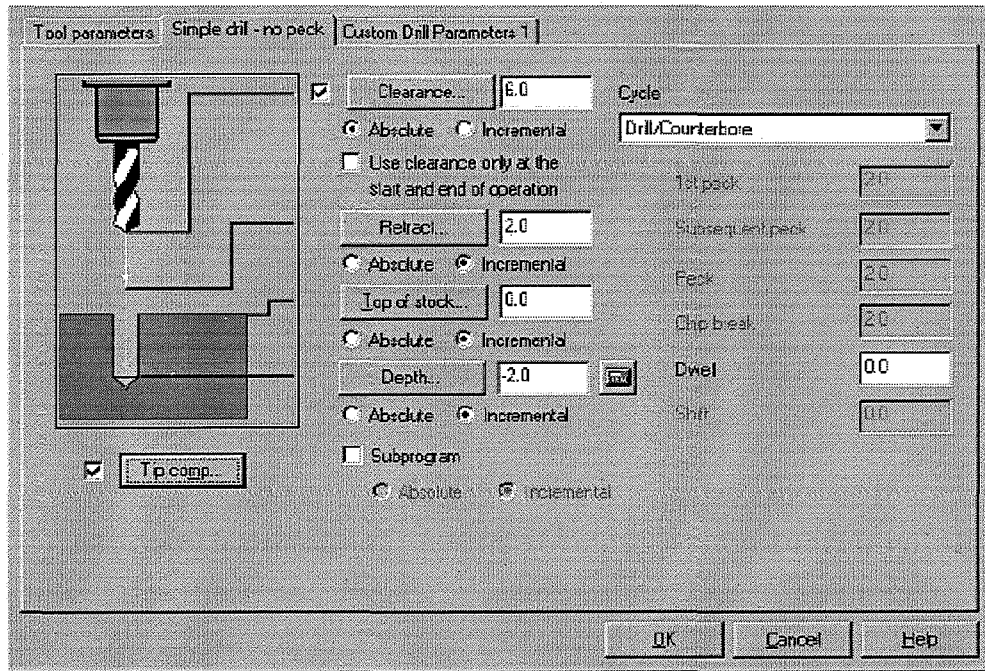 Tool parameters Simple drill - no peck Custom Drill Parameters 1
Clearance... 6.0
Absolute Incremental
Use clearance only at the
start and end of operation
Retract... 2.0
Absolute Incremental
Top of stock... 0.0
Absolute Incremental
Depth... -2.0
Absolute Incremental
Subprogram
Absolute Incremental
Tip comp...
Cycle
Drill/Counterbore
1st peck 2.0
Subsequent peck 2.0
Peck 2.0
Chip break 2.0
Dwell 0.0
Shift 0.0
OK Cancel Help